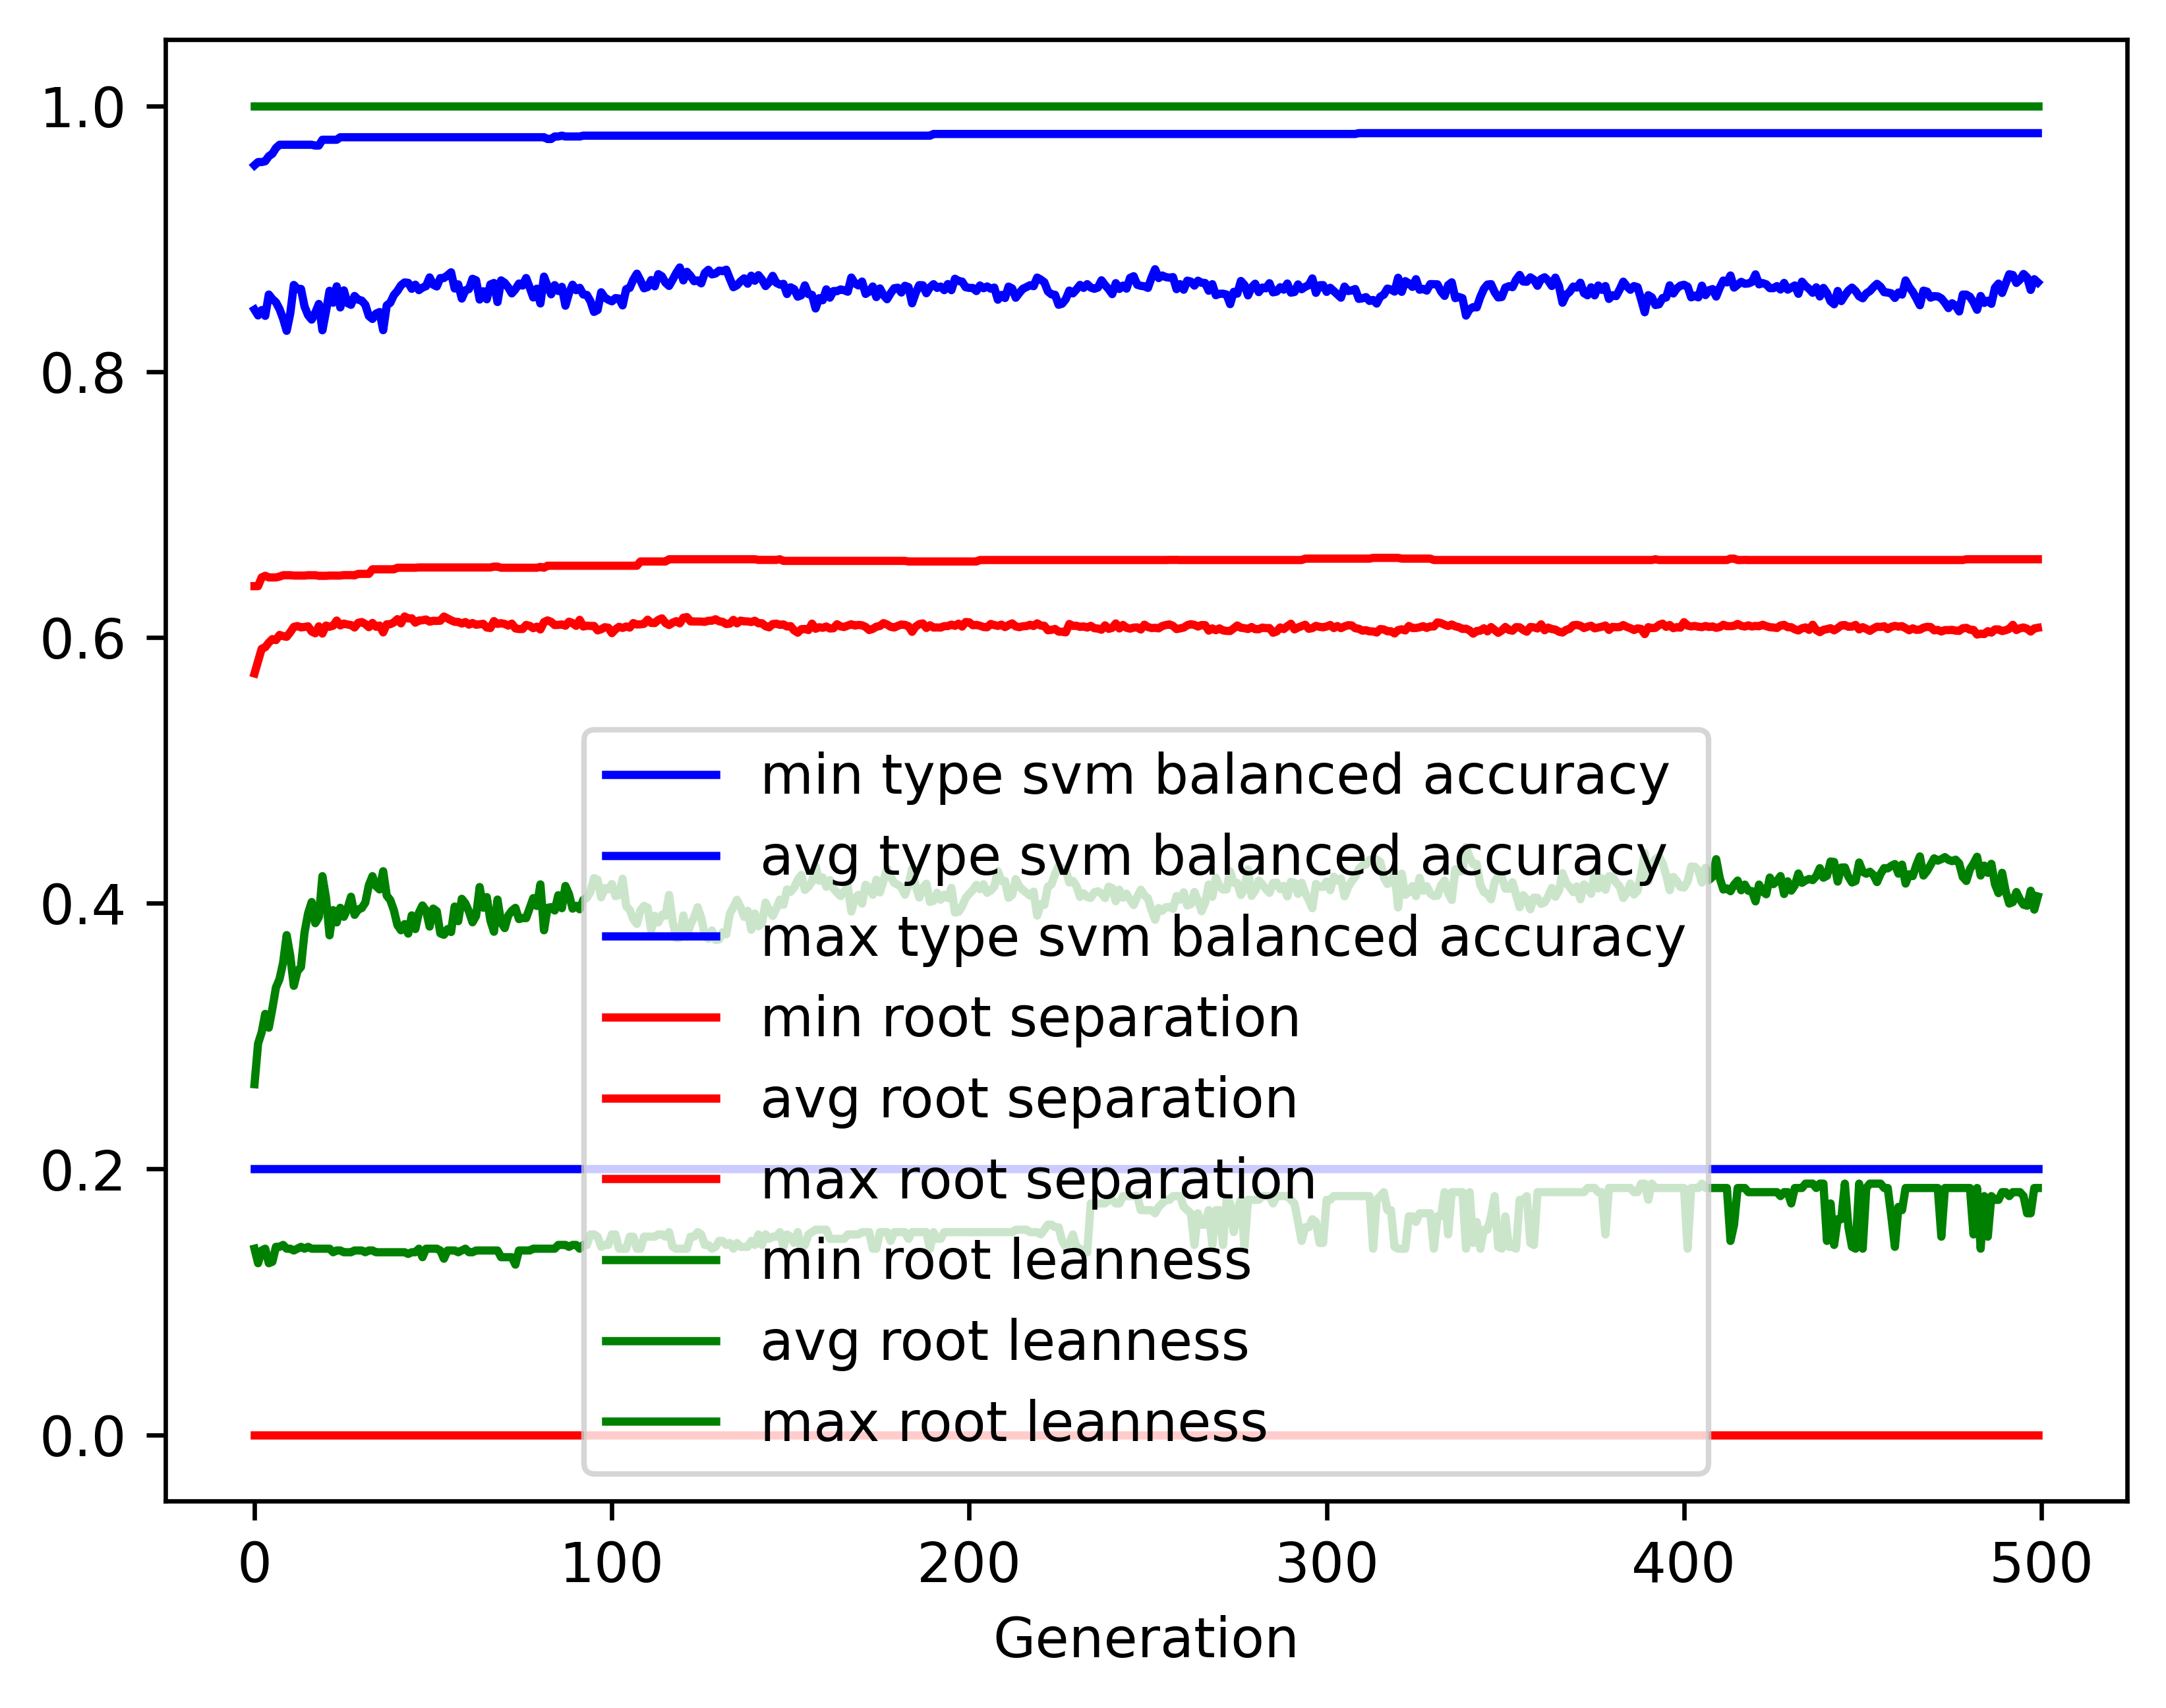 1.0
0.8
0.6
0.4
0.2
0.0
min type svm balanced accuracy
avg type svm balanced accuracy
max type svm balanced accuracy
min root separation
avg root separation
max root separation
min root leanness
avg root leanness
max root leanness
0 100 200 300 400 500
Generation